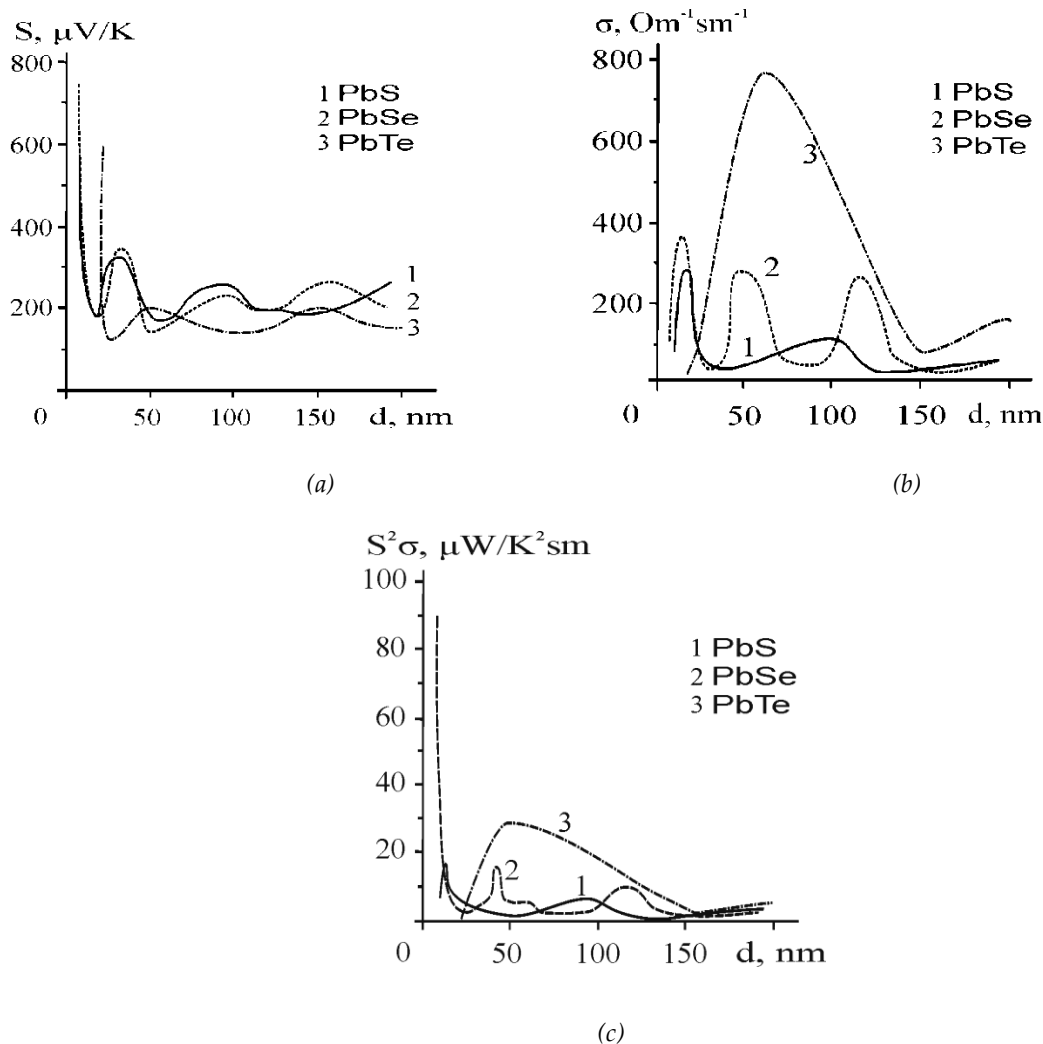 S, μV/K
800
600
400
200
0
50
100
150
d, nm
1 PbS
2 PbSe
3 PbTe
1
2
3
(a)
σ, Om⁻¹sm⁻¹
800
600
400
200
0
50
100
150
d, nm
1 PbS
2 PbSe
3 PbTe
3
2
1
(b)
S²σ, μW/K²sm
100
80
60
40
20
0
50
100
150
d, nm
1 PbS
2 PbSe
3 PbTe
3
2
1
(c)